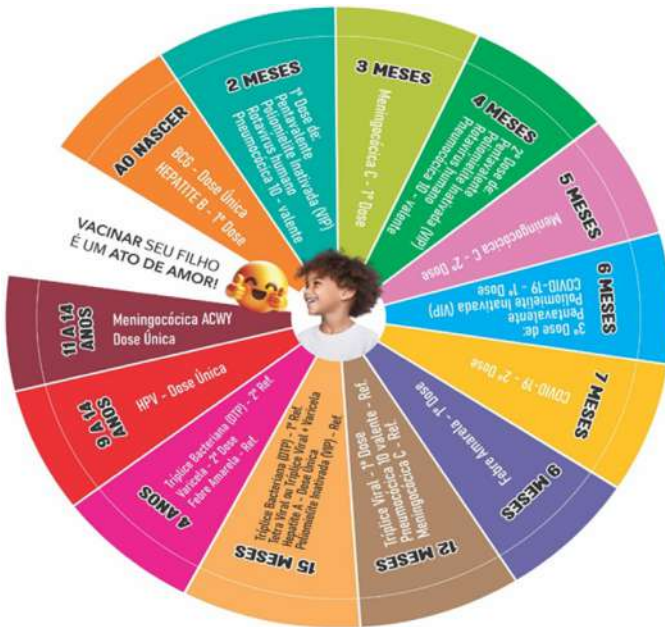 AO NASCER
BCG - Dose Única
HEPATITE B - 1ª Dose
2 MESES
1ª Dose de:
Pentavalente
Poliomielite Inativada (VIP)
Rotavírus humano
Pneumocócica 10 - valente
3 MESES
Meningocócica C - 1ª Dose
4 MESES
2ª Dose de:
Pentavalente
Poliomielite Inativada (VIP)
Rotavírus humano
Pneumocócica 10 - valente
5 MESES
Meningocócica C - 2ª Dose
6 MESES
3ª Dose de:
Pentavalente
Poliomielite Inativada (VIP)
COVID-19 - 1ª Dose
7 MESES
COVID-19 - 2ª Dose
9 MESES
Febre Amarela - 1ª Dose
12 MESES
Tríplice Viral - 1ª Dose
Pneumocócica 10 valente - Ref.
Meningocócica C - Ref.
15 MESES
Tríplice Bacteriana (DTP) - 1ª Ref.
Tetra Viral ou Tríplice Viral + Varicela
Hepatite A - Dose Única
Poliomielite Inativada (VIP) - Ref.
4 ANOS
Tríplice Bacteriana (DTP) - 2ª Ref.
Varicela - 2ª Dose
Febre Amarela - Ref.
9 A 14
ANOS
HPV - Dose Única
11 A 14
ANOS
Meningocócica ACWY
Dose Única
VACINAR SEU FILHO
É UM ATO DE AMOR!